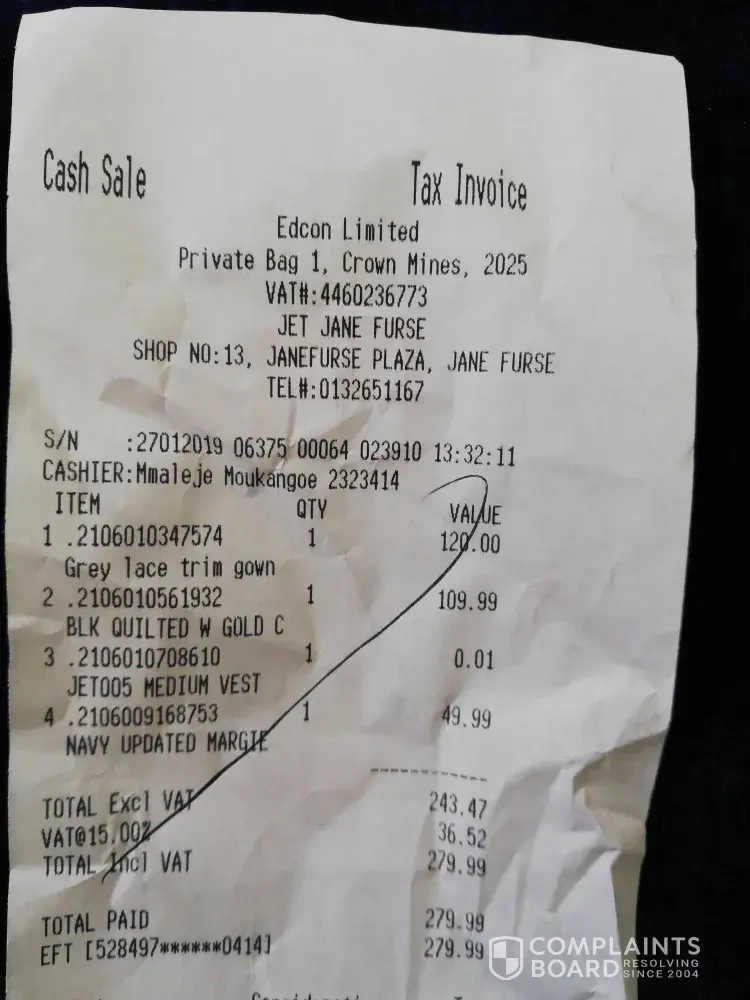 Cash Sale Tax Invoice
Edcon Limited
Private Bag 1, Crown Mines, 2025
VAT#:4460236773
JET JANE FURSE
SHOP NO:13, JANEFURSE PLAZA, JANE FURSE
TEL#:0132651167
S/N :27012019 06375 00064 023910 13:32:11
CASHIER:Mmaleje Moukangoe 2323414
ITEM QTY VALUE
1 .2106010347574 1 120.00
Grey lace trim gown
2 .2106010561932 1 109.99
BLK QUILTED W GOLD C
3 .2106010708610 1 0.01
JET005 MEDIUM VEST
4 .2106009168753 1 49.99
NAVY UPDATED MARGIE
TOTAL Excl VAT 243.47
VAT@15.00% 36.52
TOTAL Incl VAT 279.99
TOTAL PAID 279.99
EFT [528497******0414] 279.99
COMPLAINTS
BOARD RESOLVING SINCE 2004